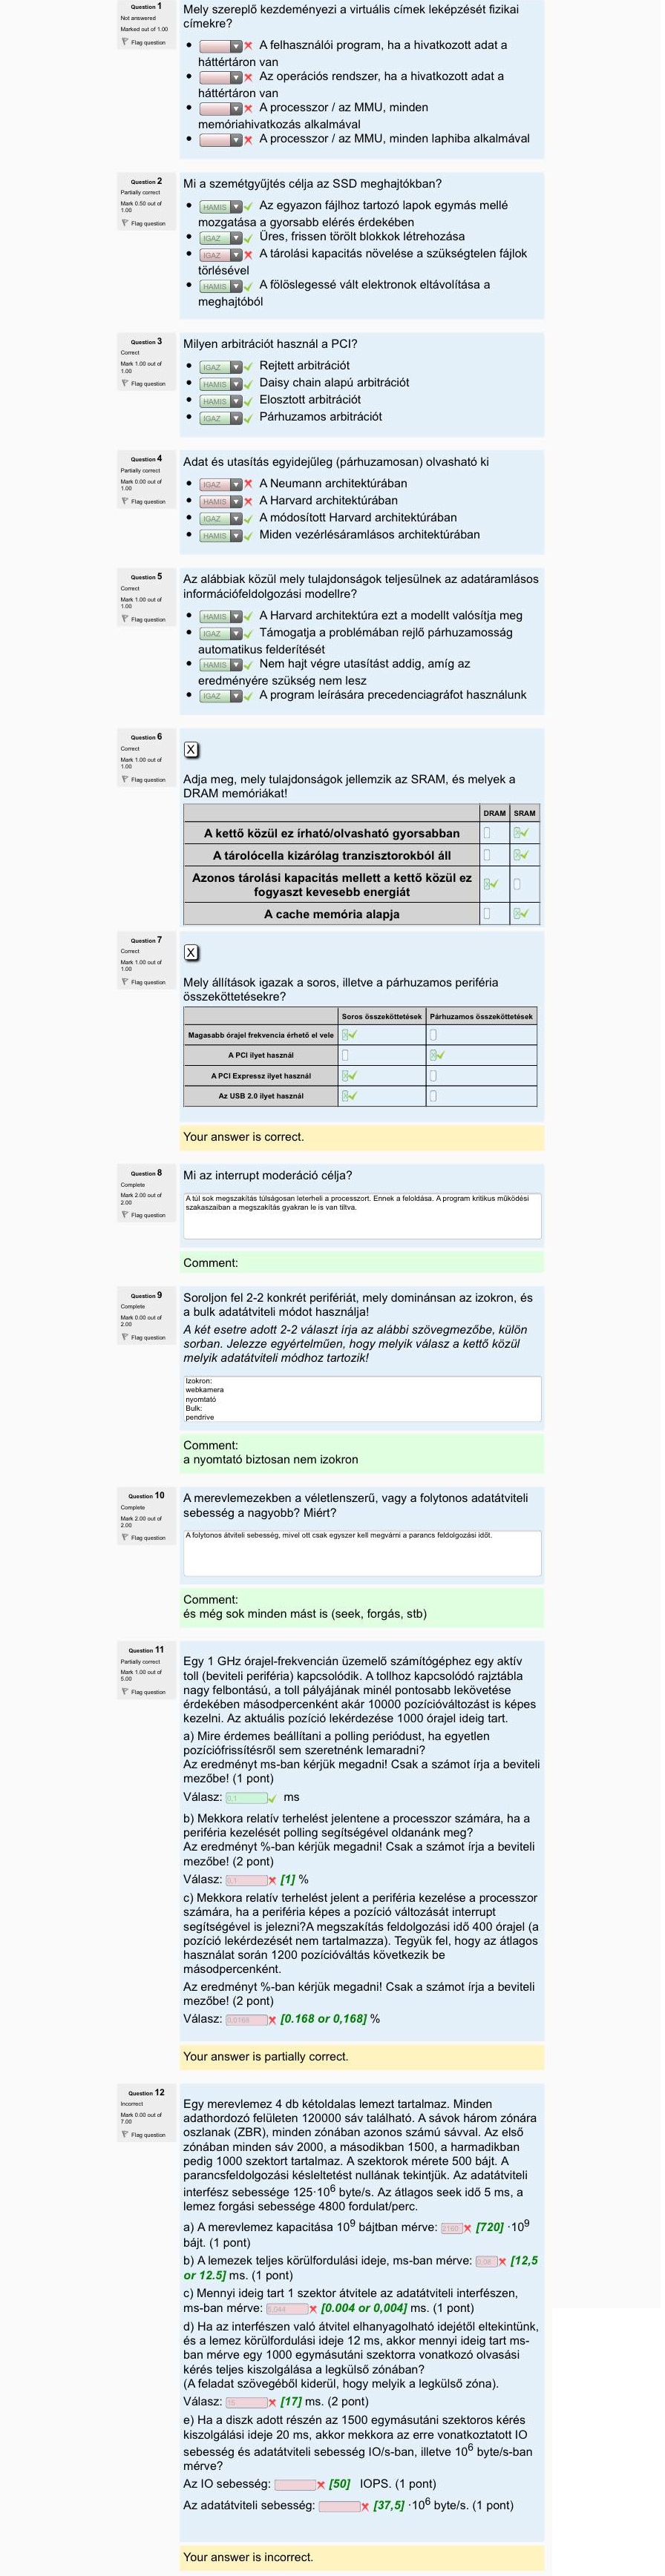 Question 1
Not answered
Marked out of 1.00
Flag question
Mely szereplő kezdeményezi a virtuális címek leképzését fizikai
címekre?
A felhasználói program, ha a hivatkozott adat a
háttértáron van
Az operációs rendszer, ha a hivatkozott adat a
háttértáron van
A processzor / az MMU, minden
memóriahivatkozás alkalmával
A processzor / az MMU, minden laphiba alkalmával
Question 2
Partially correct
Mark 0.50 out of
1.00
Flag question
Mi a szemétgyűjtés célja az SSD meghajtókban?
HAMIS Az egyazon fájlhoz tartozó lapok egymás mellé
mozgatása a gyorsabb elérés érdekében
IGAZ Üres, frissen törölt blokkok létrehozása
IGAZ A tárolási kapacitás növelése a szükségtelen fájlok
törlésével
HAMIS A fölöslegessé vált elektronok eltávolítása a
meghajtóból
Question 3
Correct
Mark 1.00 out of
1.00
Flag question
Milyen arbitrációt használ a PCI?
IGAZ Rejtett arbitrációt
HAMIS Daisy chain alapú arbitrációt
HAMIS Elosztott arbitrációt
IGAZ Párhuzamos arbitrációt
Question 4
Partially correct
Mark 0.00 out of
1.00
Flag question
Adat és utasítás egyidejűleg (párhuzamosan) olvasható ki
IGAZ A Neumann architektúrában
HAMIS A Harvard architektúrában
IGAZ A módosított Harvard architektúrában
HAMIS Miden vezérlésáramlásos architektúrában
Question 5
Correct
Mark 1.00 out of
1.00
Flag question
Az alábbiak közül mely tulajdonságok teljesülnek az adatáramlásos
információfeldolgozási modellre?
HAMIS A Harvard architektúra ezt a modellt valósítja meg
IGAZ Támogatja a problémában rejlő párhuzamosság
automatikus felderítését
HAMIS Nem hajt végre utasítást addig, amíg az
eredményére szükség nem lesz
IGAZ A program leírására precedenciagráfot használunk
Question 6
Correct
Mark 1.00 out of
1.00
Flag question
X
Adja meg, mely tulajdonságok jellemzik az SRAM, és melyek a
DRAM memóriákat!
DRAM SRAM
A kettő közül ez írható/olvasható gyorsabban
A tárolócella kizárólag tranzisztorokból áll
Azonos tárolási kapacitás mellett a kettő közül ez
fogyaszt kevesebb energiát
A cache memória alapja
Question 7
Correct
Mark 1.00 out of
1.00
Flag question
X
Mely állítások igazak a soros, illetve a párhuzamos periféria
összeköttetésekre?
Soros összeköttetések Párhuzamos összeköttetések
Magasabb órajel frekvencia érhető el vele
A PCI ilyet használ
A PCI Expressz ilyet használ
Az USB 2.0 ilyet használ
Your answer is correct.
Question 8
Complete
Mark 2.00 out of
2.00
Flag question
Mi az interrupt moderáció célja?
A túl sok megszakítás túlságosan leterheli a processzort. Ennek a feloldása. A program kritikus működési
szakaszaiban a megszakítás gyakran le is van tiltva.
Comment:
Question 9
Complete
Mark 0.00 out of
2.00
Flag question
Soroljon fel 2-2 konkrét perifériát, mely dominánsan az izokron, és
a bulk adatátviteli módot használja!
A két esetre adott 2-2 választ írja az alábbi szövegmezőbe, külön
sorban. Jelezze egyértelműen, hogy melyik válasz a kettő közül
melyik adatátviteli módhoz tartozik!
Izokron:
webkamera
nyomtató
Bulk:
pendrive
Comment:
a nyomtató biztosan nem izokron
Question 10
Complete
Mark 2.00 out of
2.00
Flag question
A merevlemezekben a véletlenszerű, vagy a folytonos adatátviteli
sebesség a nagyobb? Miért?
A folytonos átviteli sebesség, mivel ott csak egyszer kell megvárni a parancs feldolgozási időt.
Comment:
és még sok minden mást is (seek, forgás, stb)
Question 11
Partially correct
Mark 1.00 out of
5.00
Flag question
Egy 1 GHz órajel-frekvencián üzemelő számítógéphez egy aktív
toll (beviteli periféria) kapcsolódik. A tollhoz kapcsolódó rajztábla
nagy felbontású, a toll pályájának minél pontosabb lekövetése
érdekében másodpercenként akár 10000 pozícióváltozást is képes
kezelni. Az aktuális pozíció lekérdezése 1000 órajel ideig tart.
a) Mire érdemes beállítani a polling periódust, ha egyetlen
pozíciófrissítésről sem szeretnénk lemaradni?
Az eredményt ms-ban kérjük megadni! Csak a számot írja a beviteli
mezőbe! (1 pont)
Válasz: 0,1 ms
b) Mekkora relatív terhelést jelentene a processzor számára, ha a
periféria kezelését polling segítségével oldanánk meg?
Az eredményt %-ban kérjük megadni! Csak a számot írja a beviteli
mezőbe! (2 pont)
Válasz: 0,1 [1] %
c) Mekkora relatív terhelést jelent a periféria kezelése a processzor
számára, ha a periféria képes a pozíció változását interrupt
segítségével is jelezni?A megszakítás feldolgozási idő 400 órajel (a
pozíció lekérdezését nem tartalmazza). Tegyük fel, hogy az átlagos
használat során 1200 pozícióváltás következik be
másodpercenként.
Az eredményt %-ban kérjük megadni! Csak a számot írja a beviteli
mezőbe! (2 pont)
Válasz: 0,0168 [0.168 or 0,168] %
Your answer is partially correct.
Question 12
Incorrect
Mark 0.00 out of
7.00
Flag question
Egy merevlemez 4 db kétoldalas lemezt tartalmaz. Minden
adathordozó felületen 120000 sáv található. A sávok három zónára
oszlanak (ZBR), minden zónában azonos számú sávval. Az első
zónában minden sáv 2000, a másodikban 1500, a harmadikban
pedig 1000 szektort tartalmaz. A szektorok mérete 500 bájt. A
parancsfeldolgozási késleltetést nullának tekintjük. Az adatátviteli
interfész sebessége 125·10⁶ byte/s. Az átlagos seek idő 5 ms, a
lemez forgási sebessége 4800 fordulat/perc.
a) A merevlemez kapacitása 10⁹ bájtban mérve: 2160 [720] ·10⁹
bájt. (1 pont)
b) A lemezek teljes körülfordulási ideje, ms-ban mérve: [12,5
or 12.5] ms. (1 pont)
c) Mennyi ideig tart 1 szektor átvitele az adatátviteli interfészen,
ms-ban mérve: [0.004 or 0,004] ms. (1 pont)
d) Ha az interfészen való átvitel elhanyagolható idejétől eltekintünk,
és a lemez körülfordulási ideje 12 ms, akkor mennyi ideig tart ms-
ban mérve egy 1000 egymásutáni szektorra vonatkozó olvasási
kérés teljes kiszolgálása a legkülső zónában?
(A feladat szövegéből kiderül, hogy melyik a legkülső zóna).
Válasz: [17] ms. (2 pont)
e) Ha a diszk adott részén az 1500 egymásutáni szektoros kérés
kiszolgálási ideje 20 ms, akkor mekkora az erre vonatkoztatott IO
sebesség és adatátviteli sebesség IO/s-ban, illetve 10⁶ byte/s-ban
mérve?
Az IO sebesség: [50] IOPS. (1 pont)
Az adatátviteli sebesség: [37,5] ·10⁶ byte/s. (1 pont)
Your answer is incorrect.